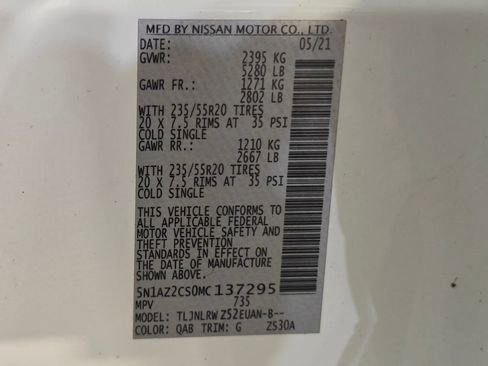 MFD BY NISSAN MOTOR CO., LTD.
DATE: 05/21
GVWR: 2395 KG
5280 LB
GAWR FR.: 1271 KG
2802 LB
WITH 235/55R20 TIRES
20 X 7.5 RIMS AT 35 PSI
COLD SINGLE
GAWR RR.: 1210 KG
2667 LB
WITH 235/55R20 TIRES
20 X 7.5 RIMS AT 35 PSI
COLD SINGLE
THIS VEHICLE CONFORMS TO
ALL APPLICABLE FEDERAL
MOTOR VEHICLE SAFETY AND
THEFT PREVENTION
STANDARDS IN EFFECT ON
THE DATE OF MANUFACTURE
SHOWN ABOVE.
5N1AZ2CS0MC137295
MPV 735
MODEL: TLJNLRW Z52EUAN-B--
COLOR: QAB TRIM: G ZS30A